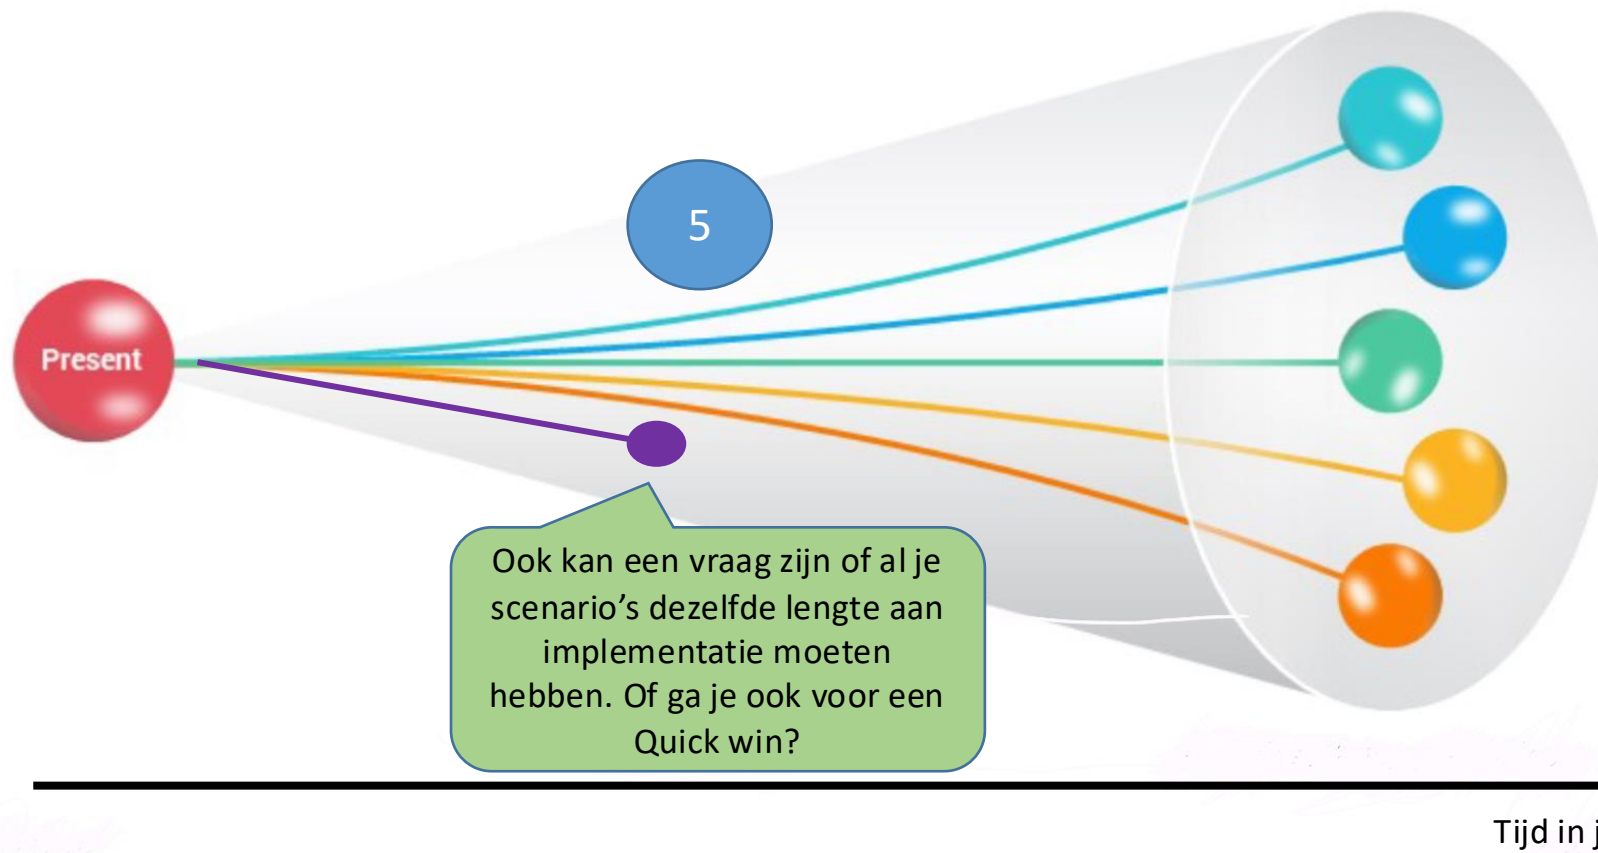 5
Present
Ook kan een vraag zijn of al je
scenario's dezelfde lengte aan
implementatie moeten
hebben. Of ga je ook voor een
Quick win?
Tijd in j